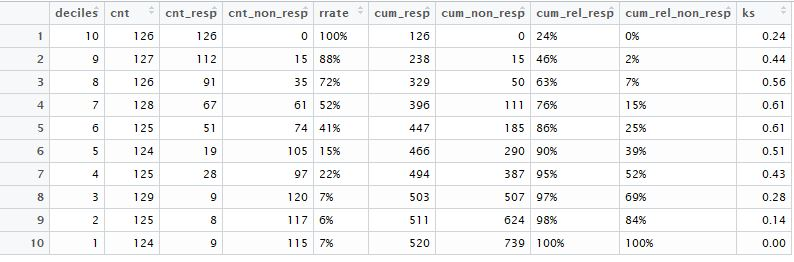 deciles cnt cnt_resp cnt_non_resp rrate cum_resp cum_non_resp cum_rel_resp cum_rel_non_resp ks
1 10 126 126 0 100% 126 0 24% 0% 0.24
2 9 127 112 15 88% 238 15 46% 2% 0.44
3 8 126 91 35 72% 329 50 63% 7% 0.56
4 7 128 67 61 52% 396 111 76% 15% 0.61
5 6 125 51 74 41% 447 185 86% 25% 0.61
6 5 124 19 105 15% 466 290 90% 39% 0.51
7 4 125 28 97 22% 494 387 95% 52% 0.43
8 3 129 9 120 7% 503 507 97% 69% 0.28
9 2 125 8 117 6% 511 624 98% 84% 0.14
10 1 124 9 115 7% 520 739 100% 100% 0.00